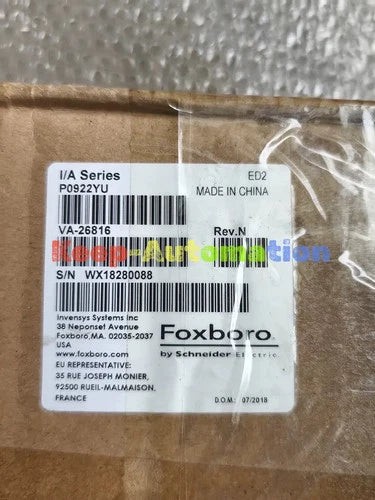 I/A Series
ED2
P0922YU
MADE IN CHINA
VA-26816
Rev.N
Keep-Automation
S/N WX18280088
Invensys Systems Inc
38 Neponset Avenue
Foxboro,MA. 02035-2037
USA
www.foxboro.com
Foxboro
by Schneider Electric
EU REPRESENTATIVE:
35 RUE JOSEPH MONIER,
92500 RUEIL-MALMAISON,
FRANCE
D.O.M.: 07/2018